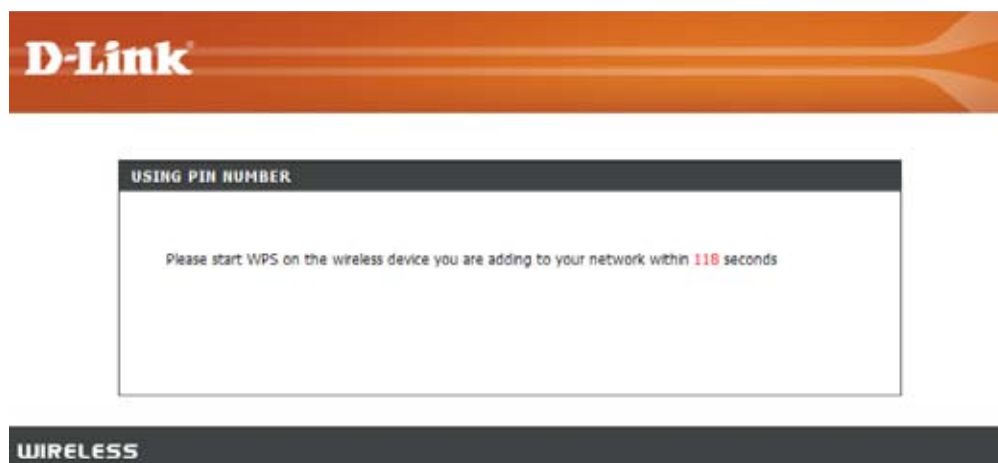 D-Link
USING PIN NUMBER
Please start WPS on the wireless device you are adding to your network within 118 seconds
WIRELESS